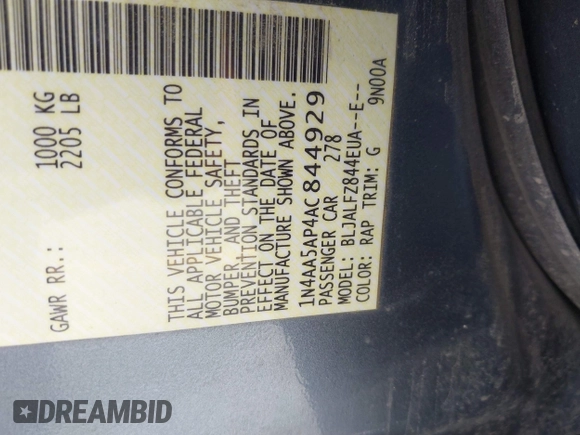 GAWR RR.: 1000 KG
2205 LB
THIS VEHICLE CONFORMS TO
ALL APPLICABLE FEDERAL
MOTOR VEHICLE SAFETY,
BUMPER, AND THEFT
PREVENTION STANDARDS IN
EFFECT ON THE DATE OF
MANUFACTURE SHOWN ABOVE.
1N4AA5AP4AC844929
PASSENGER CAR 278
MODEL: BLJALFZ844EUA--E--
COLOR: RAP TRIM: G 9N00A
DREAMBID